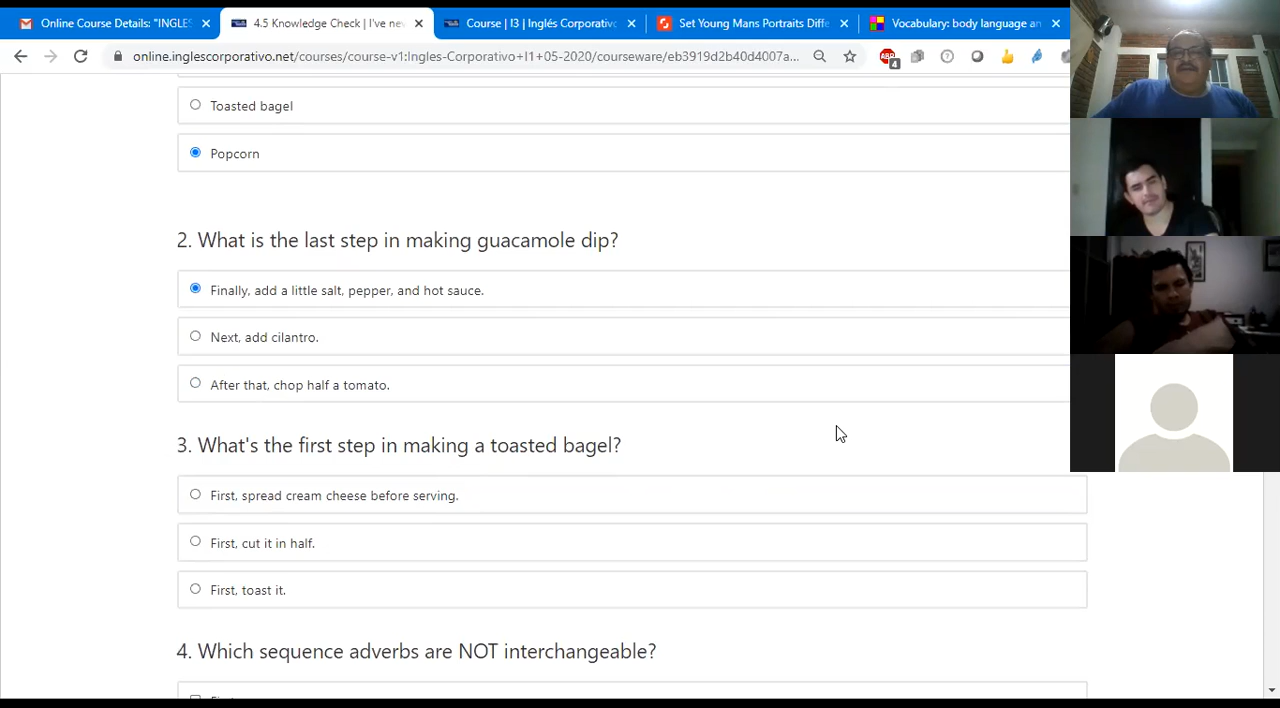 Online Course Details: "INGLES
4.5 Knowledge Check | I've nev
Course | I3 | Inglés Corporativo
Set Young Mans Portraits Diffe
Vocabulary: body language an
online.inglescorporativo.net/courses/course-v1:Ingles-Corporativo+I1+05-2020/courseware/eb3919d2b40d4007a...
4
Toasted bagel
Popcorn
2. What is the last step in making guacamole dip?
Finally, add a little salt, pepper, and hot sauce.
Next, add cilantro.
After that, chop half a tomato.
3. What's the first step in making a toasted bagel?
First, spread cream cheese before serving.
First, cut it in half.
First, toast it.
4. Which sequence adverbs are NOT interchangeable?